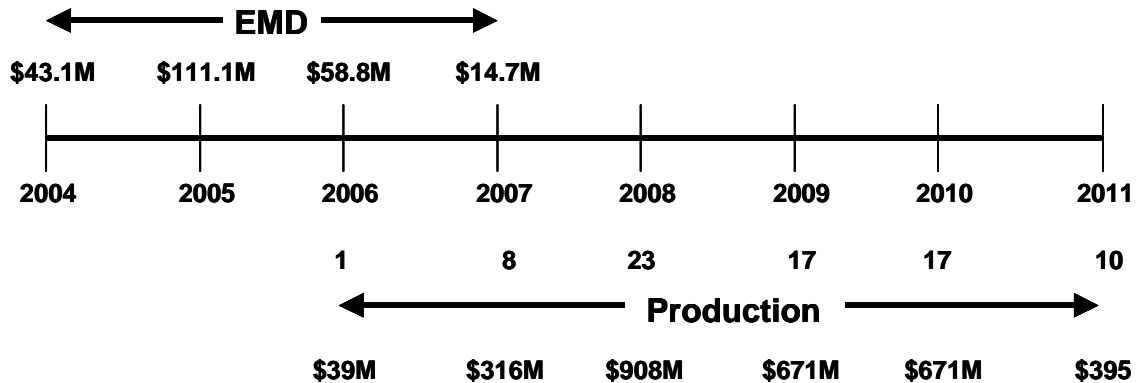 EMD
$43.1M $111.1M $58.8M $14.7M
2004 2005 2006 2007 2008 2009 2010 2011
1 8 23 17 17 10
Production
$39M $316M $908M $671M $671M $395